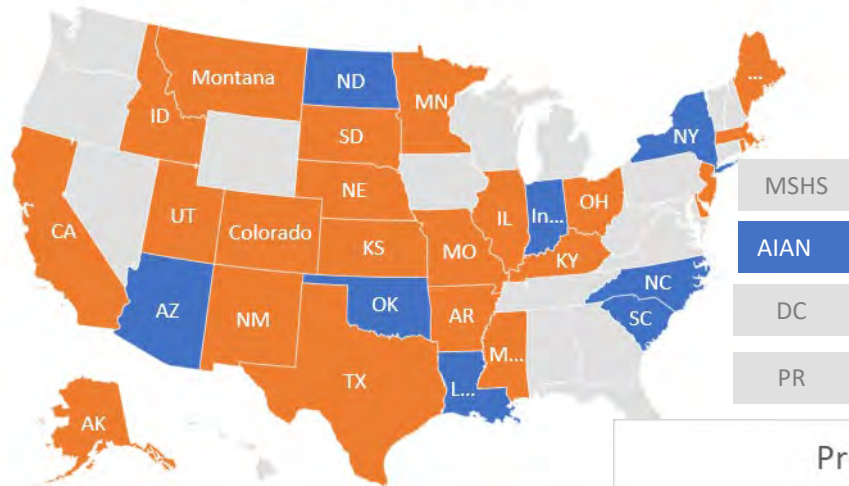 Montana
ND
MN
...
ID
SD
NY
NE
IL
In...
OH
MSHS
CA
UT
Colorado
KS
MO
KY
AIAN
AZ
NM
OK
AR
NC
SC
DC
TX
L...
M...
PR
AK
Pr